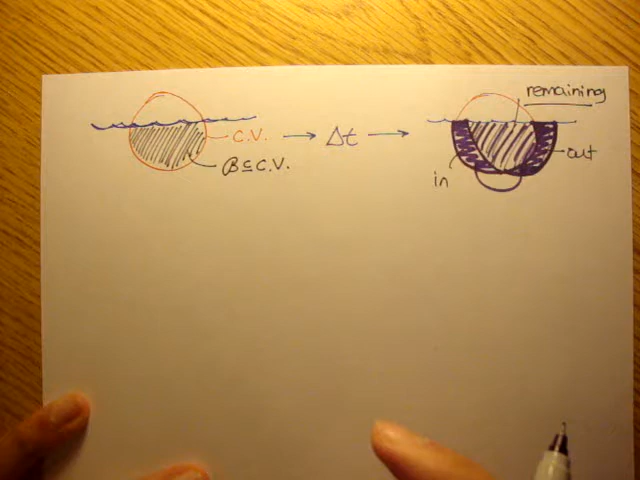 C.V.
β ⊆ C.V.
→ Δt →
remaining
in
out